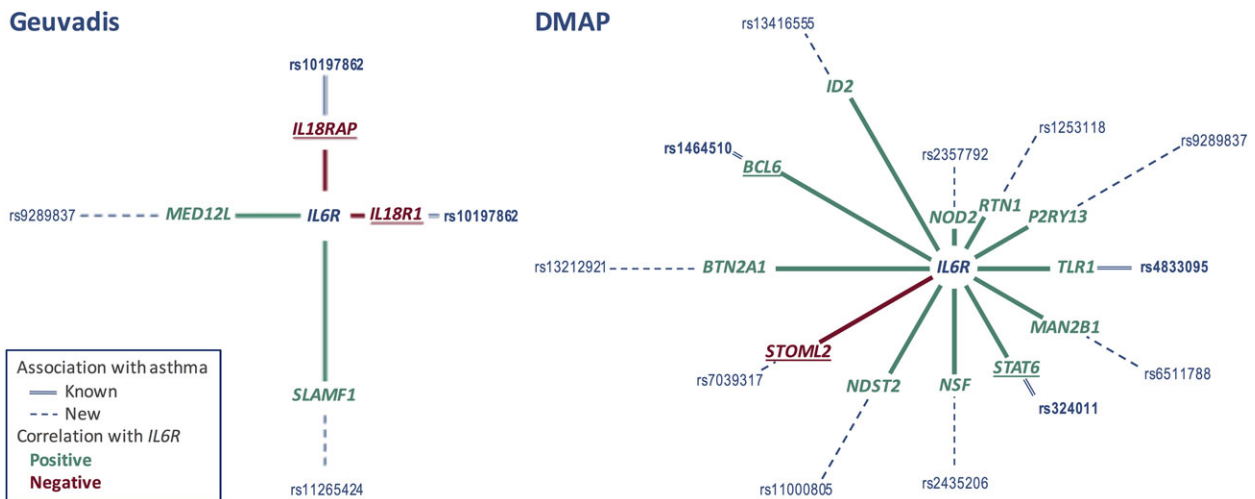 Geuvadis
rs10197862
IL18RAP
rs9289837
MED12L
IL6R
IL18R1
rs10197862
SLAMF1
rs11265424
Association with asthma
Known
New
Correlation with IL6R
Positive
Negative
DMAP
rs13416555
ID2
rs1464510
BCL6
rs2357792
rs1253118
rs9289837
NOD2
RTN1
P2RY13
rs13212921
BTN2A1
IL6R
TLR1
rs4833095
STOML2
rs7039317
MAN2B1
rs6511788
NDST2
NSF
STAT6
rs324011
rs11000805
rs2435206